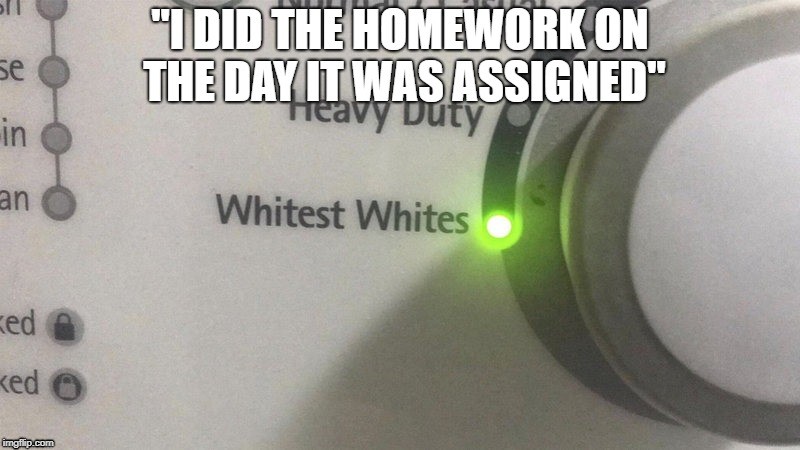 "I DID THE HOMEWORK ON
THE DAY IT WAS ASSIGNED"
Heavy Duty
Whitest Whites
imgflip.com